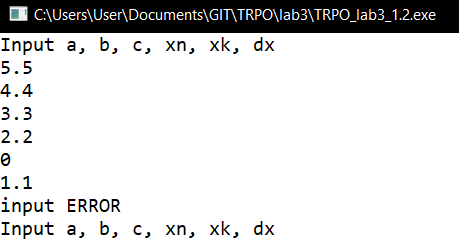 C:\Users\User\Documents\GIT\TRPO\lab3\TRPO_lab3_1.2.exe
Input a, b, c, xn, xk, dx
5.5
4.4
3.3
2.2
0
1.1
input ERROR
Input a, b, c, xn, xk, dx